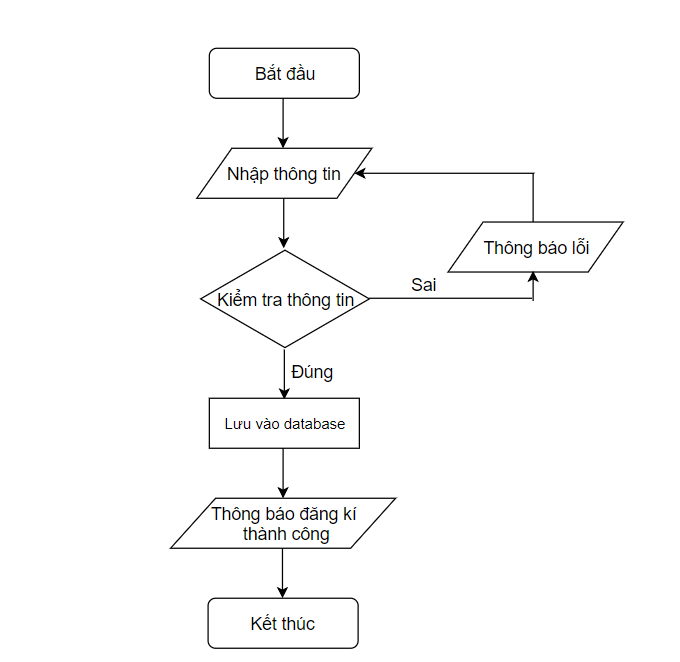 Bắt đầu
Nhập thông tin
Thông báo lỗi
Kiểm tra thông tin
Sai
Đúng
Lưu vào database
Thông báo đăng kí
thành công
Kết thúc